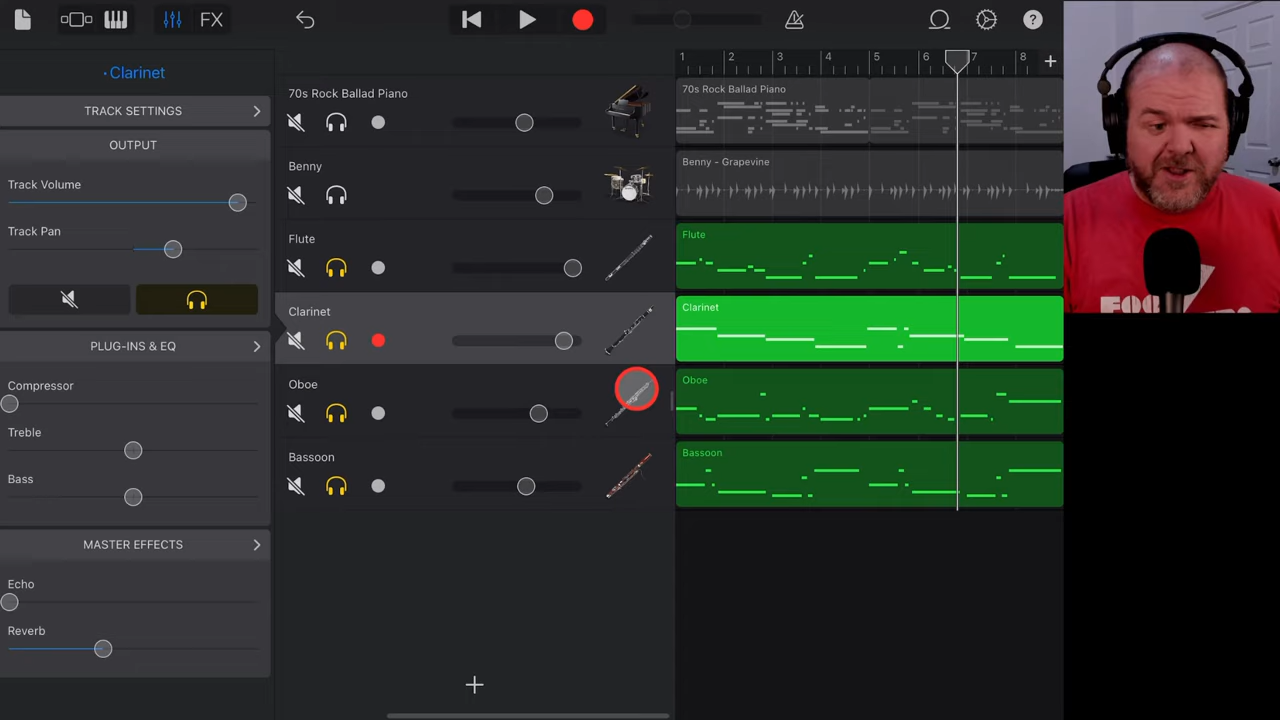 FX
?
Clarinet
TRACK SETTINGS
OUTPUT
Track Volume
Track Pan
PLUG-INS & EQ
Compressor
Treble
Bass
MASTER EFFECTS
Echo
Reverb
70s Rock Ballad Piano
Benny
Flute
Clarinet
Oboe
Bassoon
1 2 3 4 5 6 7 8
70s Rock Ballad Piano
Benny - Grapevine
Flute
Clarinet
Oboe
Bassoon